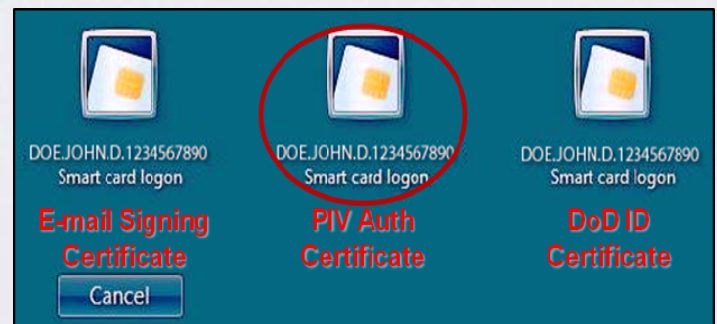 DOE.JOHN.D.1234567890
Smart card logon
E-mail Signing
Certificate
Cancel
DOE.JOHN.D.1234567890
Smart card logon
PIV Auth
Certificate
DOE.JOHN.D.1234567890
Smart card logon
DoD ID
Certificate